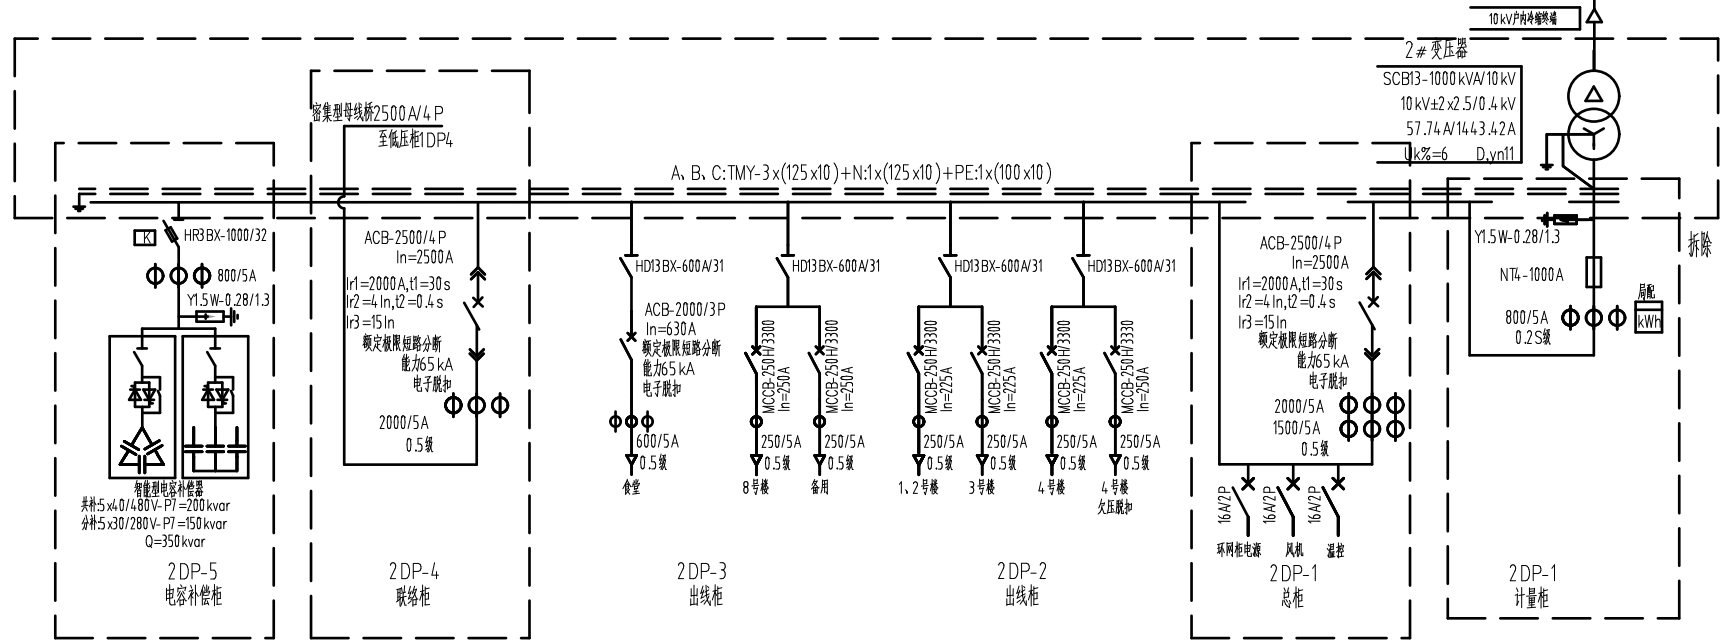 10kV户内冷缩终端
2#变压器
SCB13-1000kVA/10kV
10kV±2x2.5/0.4kV
57.74A/1443.42A
Uk%=6 D,yn11
密集型母线桥2500A/4P
至低压柜1DP4
A、B、C:TMY-3x(125x10)+N:1x(125x10)+PE:1x(100x10)
拆除
K
HR3BX-1000/32
800/5A
Y1.5W-0.28/1.3
智能型电容补偿器
共补:5x40/480V-P7=200kvar
分补:5x30/280V-P7=150kvar
Q=350kvar
2DP-5
电容补偿柜
ACB-2500/4P
In=2500A
Ir1=2000A,t1=30s
Ir2=4In,t2=0.4s
Ir3=15In
额定极限短路分断
能力65kA
电子脱扣
2000/5A
0.5级
2DP-4
联络柜
HD13BX-600A/31
ACB-2000/3P
In=630A
额定极限短路分断
能力65kA
电子脱扣
600/5A
0.5级
食堂
HD13BX-600A/31
MCCB-250H/3300
In=250A
250/5A
0.5级
8号楼
MCCB-250H/3300
In=250A
250/5A
0.5级
备用
2DP-3
出线柜
HD13BX-600A/31
MCCB-250H/3300
In=225A
250/5A
0.5级
1、2号楼
MCCB-250H/3300
In=225A
250/5A
0.5级
3号楼
HD13BX-600A/31
MCCB-250H/3300
In=225A
250/5A
0.5级
4号楼
MCCB-250H/3330
In=250A
250/5A
0.5级
4号楼
欠压脱扣
2DP-2
出线柜
ACB-2500/4P
In=2500A
Ir1=2000A,t1=30s
Ir2=4In,t2=0.4s
Ir3=15In
额定极限短路分断
能力65kA
电子脱扣
2000/5A
1500/5A
0.5级
16A/2P
16A/2P
16A/2P
环网柜电源
风机
温控
2DP-1
总柜
Y1.5W-0.28/1.3
NT4-1000A
局配
kWh
800/5A
0.2S级
2DP-1
计量柜